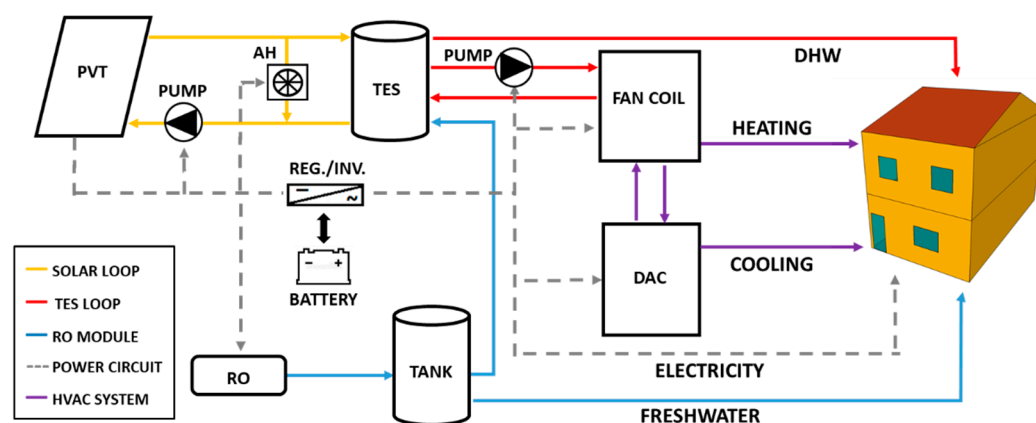 PVT
AH
PUMP
TES
PUMP
DHW
FAN COIL
HEATING
REG./INV.
BATTERY
DAC
COOLING
SOLAR LOOP
TES LOOP
RO MODULE
POWER CIRCUIT
HVAC SYSTEM
RO
TANK
ELECTRICITY
FRESHWATER